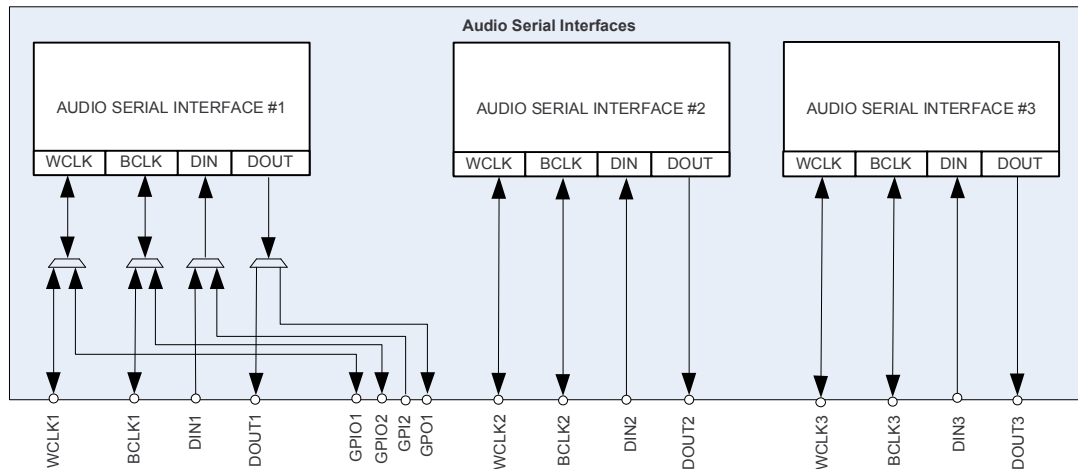 Audio Serial Interfaces
AUDIO SERIAL INTERFACE #1
WCLK BCLK DIN DOUT
AUDIO SERIAL INTERFACE #2
WCLK BCLK DIN DOUT
AUDIO SERIAL INTERFACE #3
WCLK BCLK DIN DOUT
WCLK1
BCLK1
DIN1
DOUT1
GPIO1
GPIO2
GPI2
GPO1
WCLK2
BCLK2
DIN2
DOUT2
WCLK3
BCLK3
DIN3
DOUT3